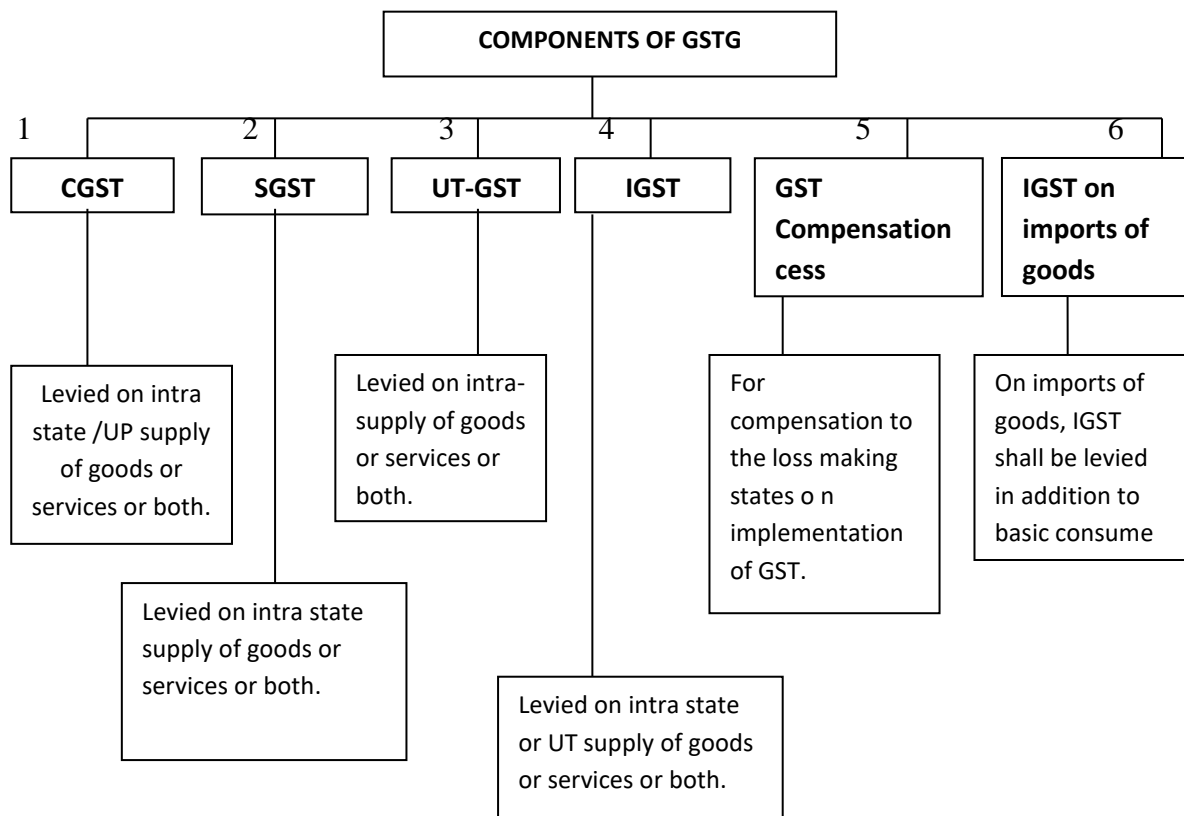 COMPONENTS OF GSTG
1
2
3
4
5
6
CGST
SGST
UT-GST
IGST
GST
Compensation
cess
IGST on
imports of
goods
Levied on intra
state /UP supply
of goods or
services or both.
Levied on intra-
supply of goods
or services or
both.
For
compensation to
the loss making
states o n
implementation
of GST.
On imports of
goods, IGST
shall be levied
in addition to
basic consume
Levied on intra state
supply of goods or
services or both.
Levied on intra state
or UT supply of goods
or services or both.